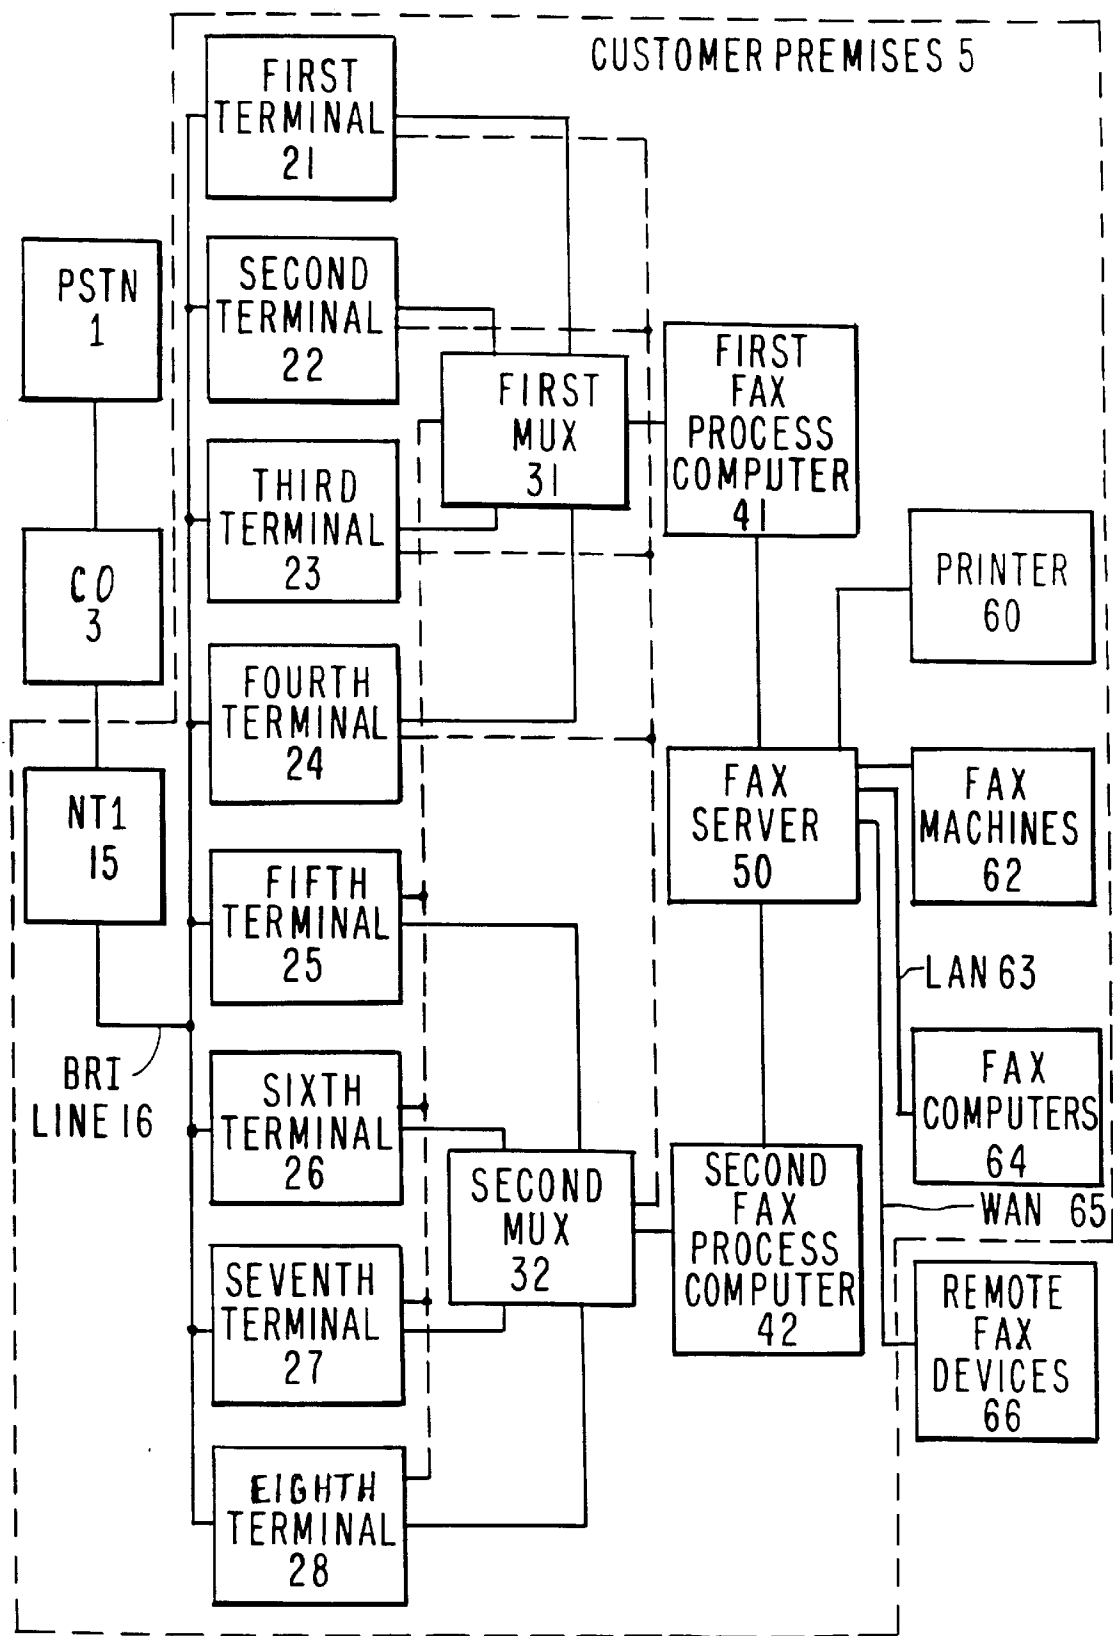 CUSTOMER PREMISES 5
FIRST
TERMINAL
21
PSTN
1
SECOND
TERMINAL
22
FIRST
MUX
31
FIRST
FAX
PROCESS
COMPUTER
41
THIRD
TERMINAL
23
CO
3
PRINTER
60
FOURTH
TERMINAL
24
NT1
15
FAX
SERVER
50
FAX
MACHINES
62
FIFTH
TERMINAL
25
LAN 63
BRI
LINE 16
SIXTH
TERMINAL
26
FAX
COMPUTERS
64
SECOND
MUX
32
SECOND
FAX
PROCESS
COMPUTER
42
WAN 65
SEVENTH
TERMINAL
27
REMOTE
FAX
DEVICES
66
EIGHTH
TERMINAL
28